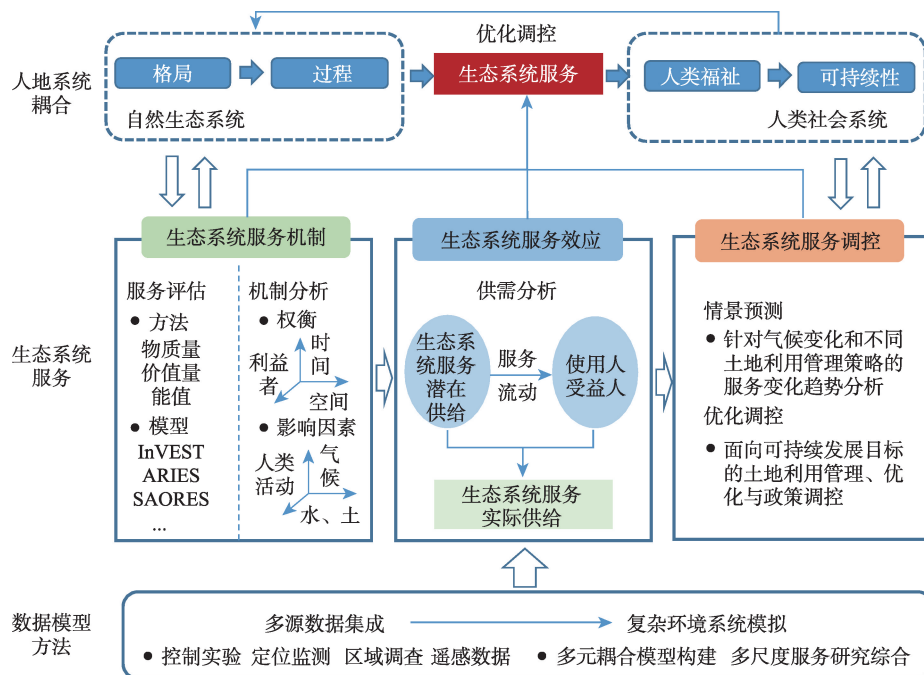 优化调控
人地系统
耦合
格局
过程
生态系统服务
人类福祉
可持续性
自然生态系统
人类社会系统
生态系统
服务
生态系统服务机制
服务评估
● 方法
物质量
价值量
能值
● 模型
InVEST
ARIES
SAORES
...
机制分析
● 权衡
时
间
利益
者
空间
● 影响因素
人类
活动
气
候
水、土
生态系统服务效应
供需分析
生态系
统服务
潜在
供给
服务
流动
使用人
受益人
生态系统服务
实际供给
生态系统服务调控
情景预测
● 针对气候变化和不同
土地利用管理策略的
服务变化趋势分析
优化调控
● 面向可持续发展目标
的土地利用管理、优
化与政策调控
数据模型
方法
多源数据集成
复杂环境系统模拟
● 控制实验 定位监测 区域调查 遥感数据
● 多元耦合模型构建 多尺度服务研究综合